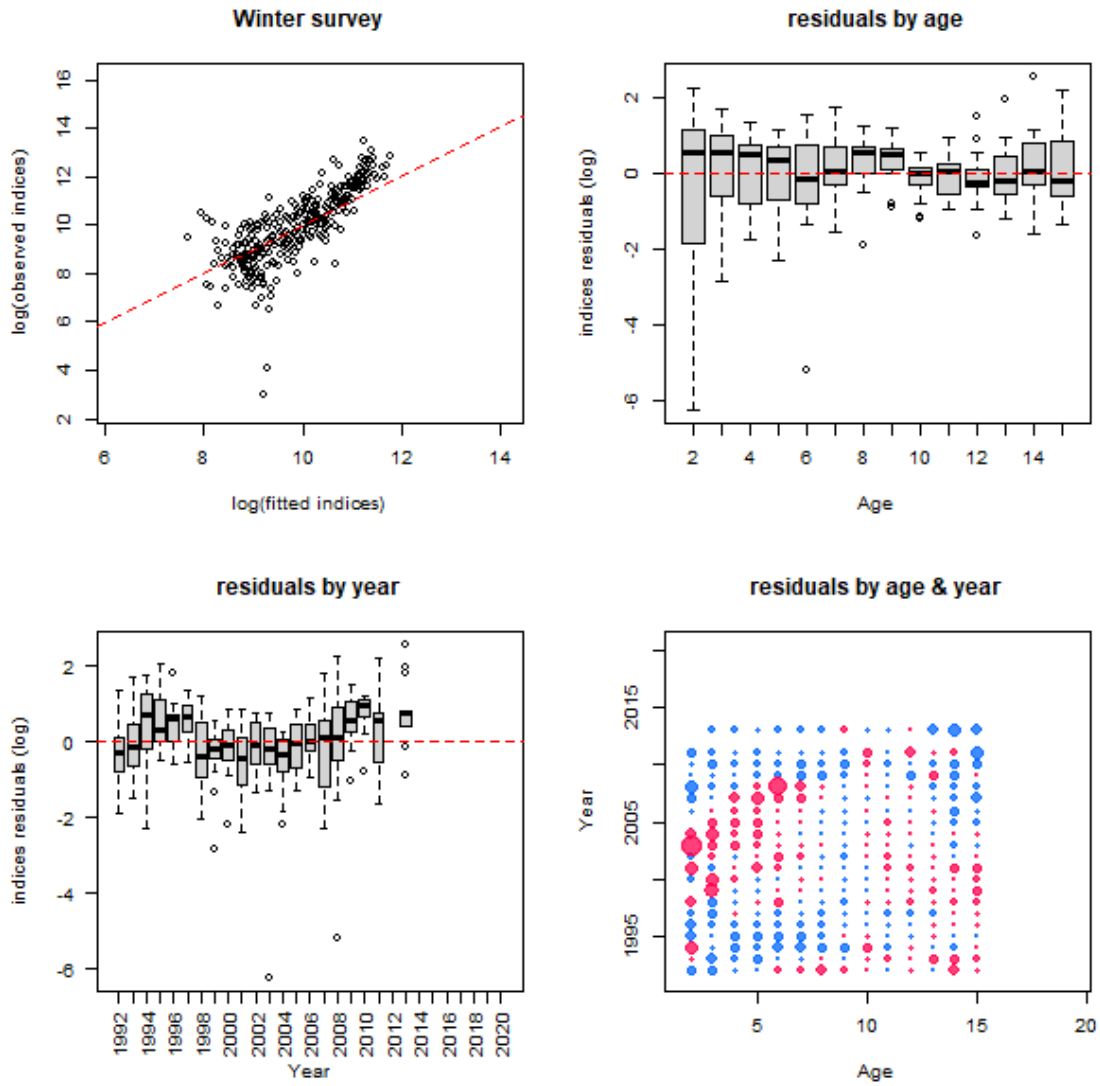 Winter survey
log(observed indices)
16
14
12
10
8
6
4
2
6 8 10 12 14
log(fitted indices)
residuals by age
indices residuals (log)
2
0
-2
-4
-6
2 4 6 8 10 12 14
Age
residuals by year
indices residuals (log)
2
0
-2
-4
-6
1992 1994 1996 1998 2000 2002 2004 2006 2008 2010 2012 2014 2016 2018 2020
Year
residuals by age & year
Year
2015
2005
1995
5 10 15 20
Age